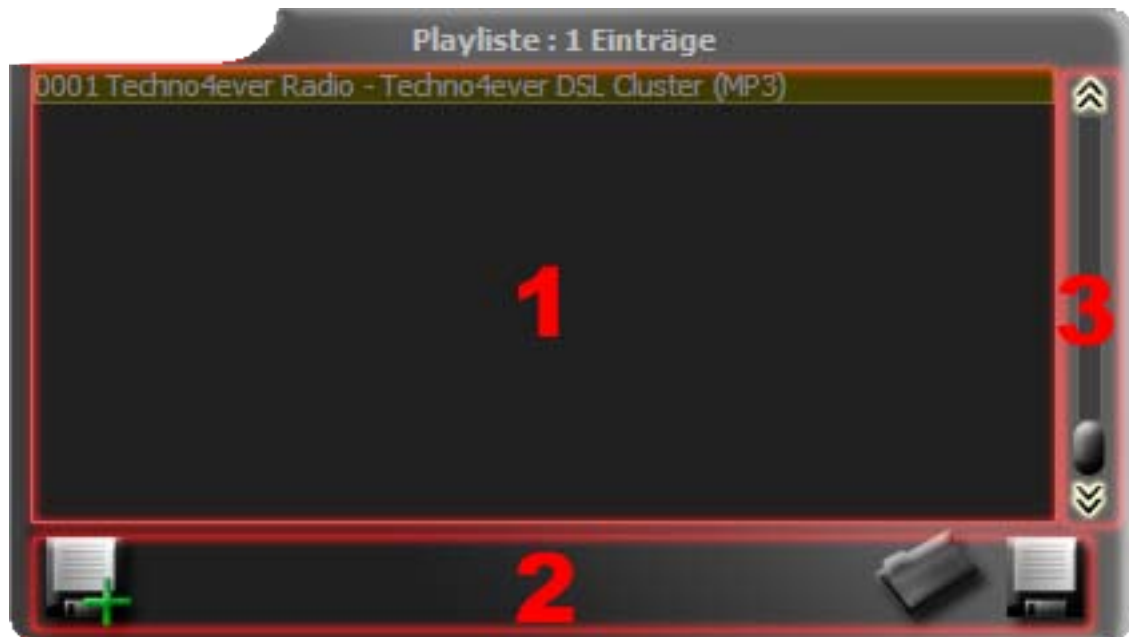 Playliste : 1 Einträge
0001 Techno4ever Radio - Techno4ever DSL Cluster (MP3)
1
3
2